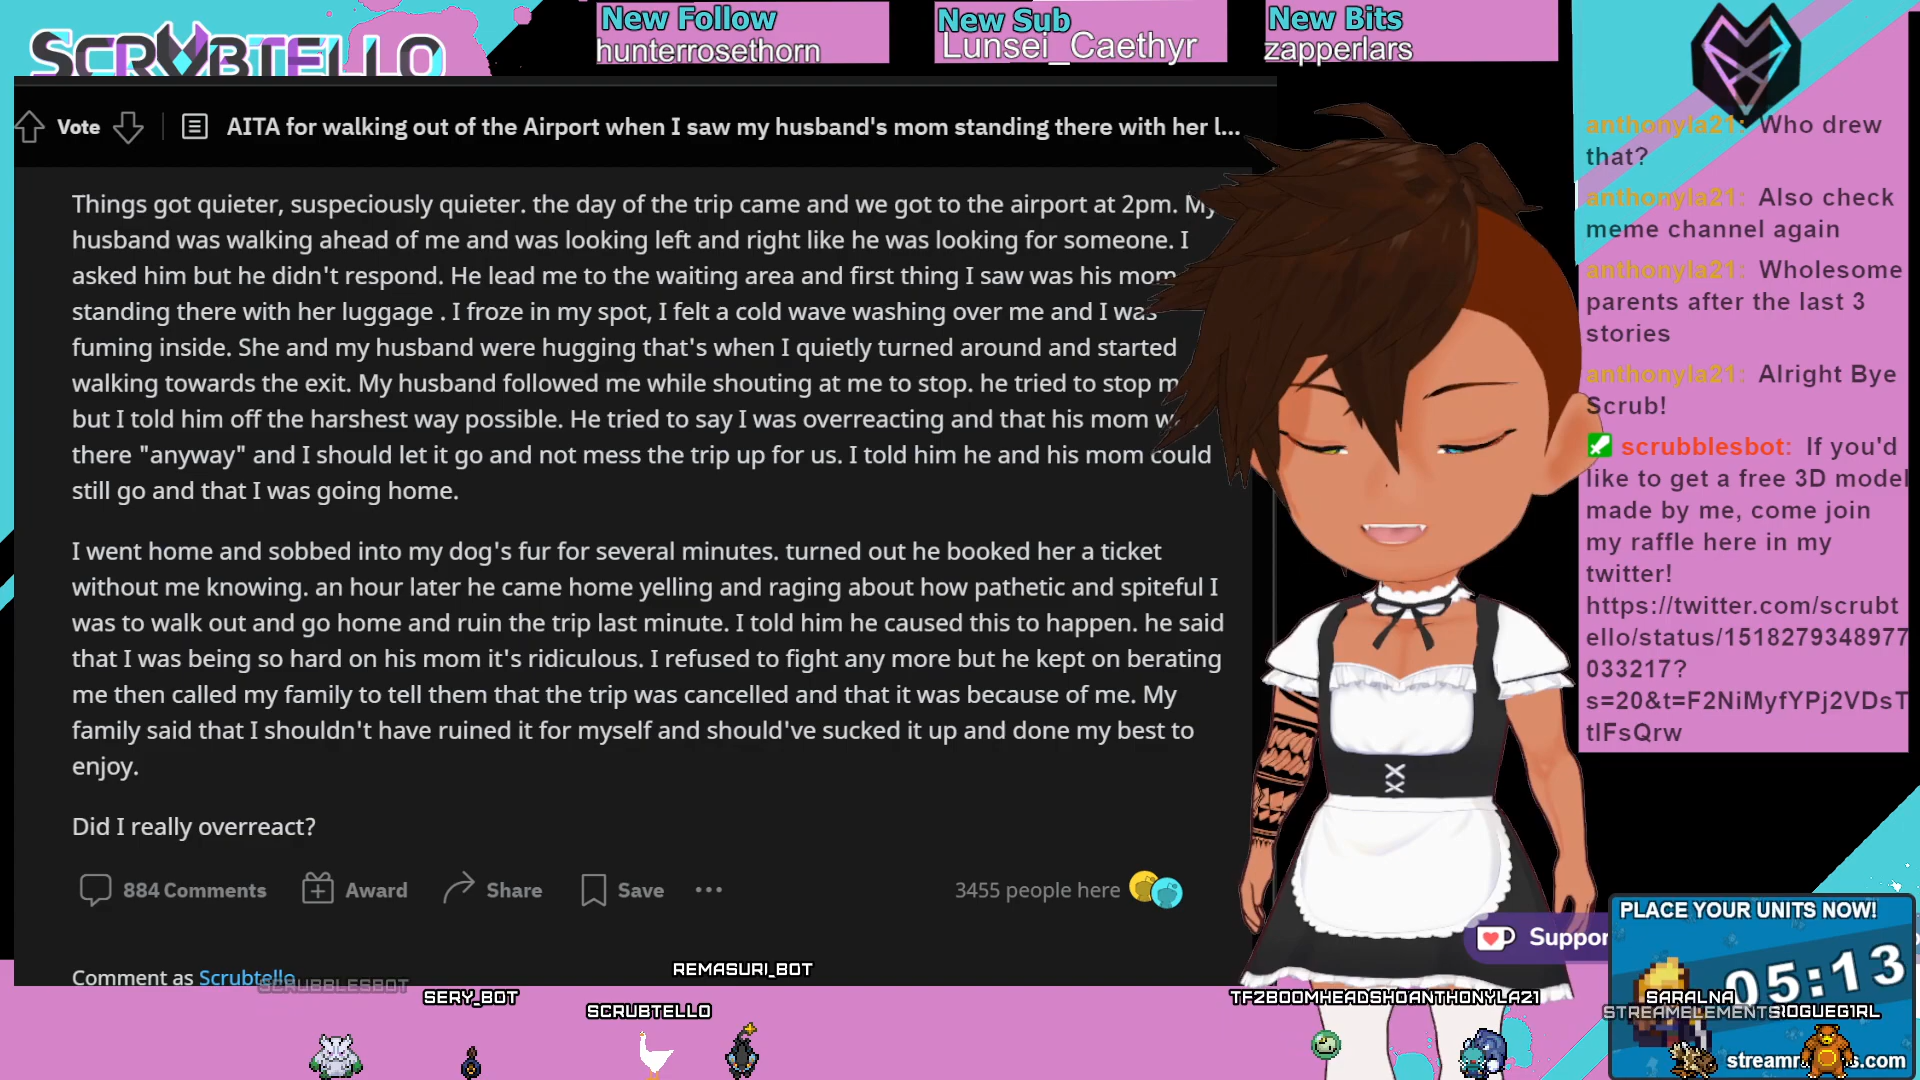 SCRUBTELLO
New Follow
hunterrosethorn
New Sub
Lunsei_Caethyr
New Bits
zapperlars
Vote
AITA for walking out of the Airport when I saw my husband's mom standing there with her l...
Things got quieter, suspeciously quieter. the day of the trip came and we got to the airport at 2pm. My
husband was walking ahead of me and was looking left and right like he was looking for someone. I
asked him but he didn't respond. He lead me to the waiting area and first thing I saw was his mom
standing there with her luggage . I froze in my spot, I felt a cold wave washing over me and I was
fuming inside. She and my husband were hugging that's when I quietly turned around and started
walking towards the exit. My husband followed me while shouting at me to stop. he tried to stop m
but I told him off the harshest way possible. He tried to say I was overreacting and that his mom w
there "anyway" and I should let it go and not mess the trip up for us. I told him he and his mom could
still go and that I was going home.
I went home and sobbed into my dog's fur for several minutes. turned out he booked her a ticket
without me knowing. an hour later he came home yelling and raging about how pathetic and spiteful I
was to walk out and go home and ruin the trip last minute. I told him he caused this to happen. he said
that I was being so hard on his mom it's ridiculous. I refused to fight any more but he kept on berating
me then called my family to tell them that the trip was cancelled and that it was because of me. My
family said that I shouldn't have ruined it for myself and should've sucked it up and done my best to
enjoy.
Did I really overreact?
884 Comments
Award
Share
Save
3455 people here
Comment as Scrubtello
anthonyla21: Who drew
that?
anthonyla21: Also check
meme channel again
anthonyla21: Wholesome
parents after the last 3
stories
anthonyla21: Alright Bye
Scrub!
scrubblesbot: If you'd
like to get a free 3D model
made by me, come join
my raffle here in my
twitter!
https://twitter.com/scrubt
ello/status/1518279348977
033217?
s=20&t=F2NiMyfYPj2VDsT
tlFsQrw
Suppor
PLACE YOUR UNITS NOW!
05:13
SCRUBBLESBOT
SERY_BOT
SCRUBTELLO
REMASURI_BOT
TF2BOOMHEADSHO
ANTHONYLA21
SARALNA
STREAMELEMENTS
ROGUEG1RL